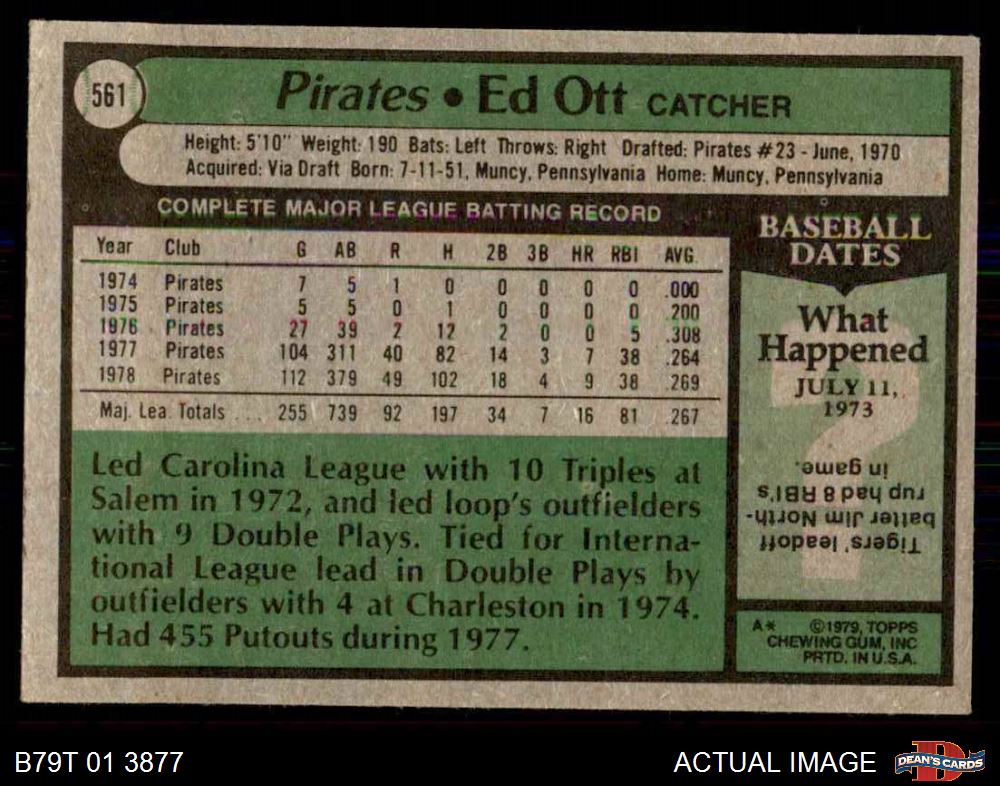 561
Pirates • Ed Ott CATCHER
Height: 5'10" Weight: 190 Bats: Left Throws: Right Drafted: Pirates #23 - June, 1970
Acquired: Via Draft Born: 7-11-51, Muncy, Pennsylvania Home: Muncy, Pennsylvania
COMPLETE MAJOR LEAGUE BATTING RECORD
Year Club G AB R H 2B 3B HR RBI AVG.
1974 Pirates 7 5 1 0 0 0 0 0 .000
1975 Pirates 5 5 0 1 0 0 0 0 .200
1976 Pirates 27 39 2 12 2 0 0 5 .308
1977 Pirates 104 311 40 82 14 3 7 38 .264
1978 Pirates 112 379 49 102 18 4 9 38 .269
Maj. Lea. Totals ... 255 739 92 197 34 7 16 81 .267
Led Carolina League with 10 Triples at
Salem in 1972, and led loop's outfielders
with 9 Double Plays. Tied for Interna-
tional League lead in Double Plays by
outfielders with 4 at Charleston in 1974.
Had 455 Putouts during 1977.
BASEBALL
DATES
What
Happened
JULY 11,
1973
?
Tigers' leadoff
batter Jim North-
rup had 8 RBI's
in game.
A* ©1979, TOPPS
CHEWING GUM, INC
PRTD. IN U.S.A.
B79T 01 3877
ACTUAL IMAGE
D
DEAN'S CARDS